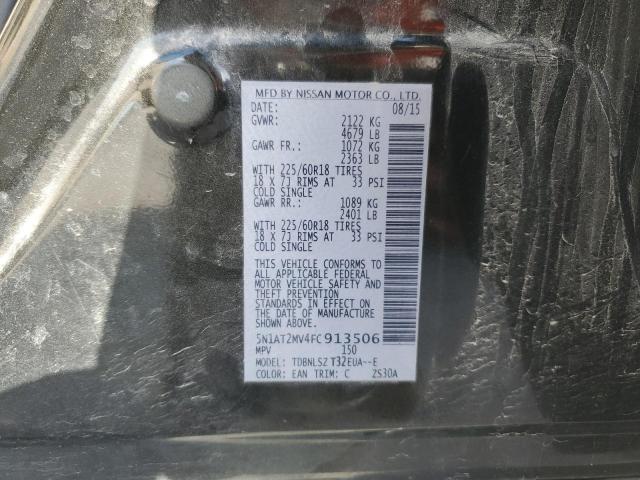 MFD BY NISSAN MOTOR CO., LTD.
DATE: 08/15
GVWR: 2122 KG
4679 LB
GAWR FR.: 1072 KG
2363 LB
WITH 225/60R18 TIRES
18 X 7J RIMS AT 33 PSI
COLD SINGLE
GAWR RR.: 1089 KG
2401 LB
WITH 225/60R18 TIRES
18 X 7J RIMS AT 33 PSI
COLD SINGLE
THIS VEHICLE CONFORMS TO
ALL APPLICABLE FEDERAL
MOTOR VEHICLE SAFETY AND
THEFT PREVENTION
STANDARDS IN EFFECT ON
THE DATE OF MANUFACTURE
SHOWN ABOVE.
5N1AT2MV4FC913506
MPV 150
MODEL: TDBNLSZ T32EUA--E
COLOR: EAN TRIM: C 2S30A